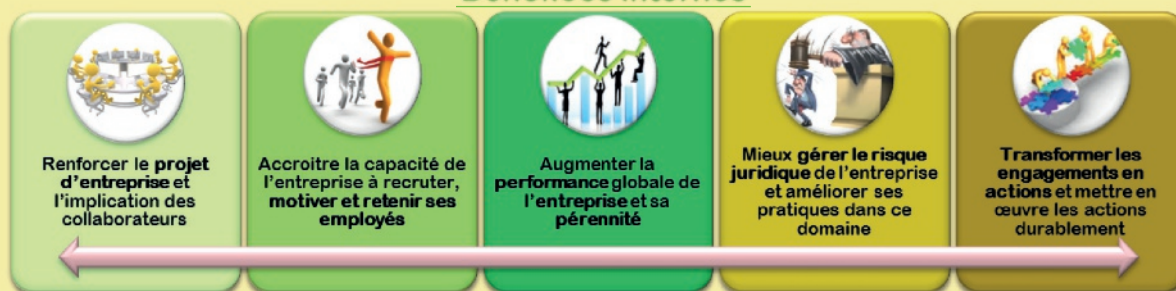 Renforcer le projet
d'entreprise et
l'implication des
collaborateurs
Accroitre la capacité de
l'entreprise à recruter,
motiver et retenir ses
employés
Augmenter la
performance globale de
l'entreprise et sa
pérennité
Mieux gérer le risque
juridique de l'entreprise
et améliorer ses
pratiques dans ce
domaine
Transformer les
engagements en
actions et mettre en
œuvre les actions
durablement